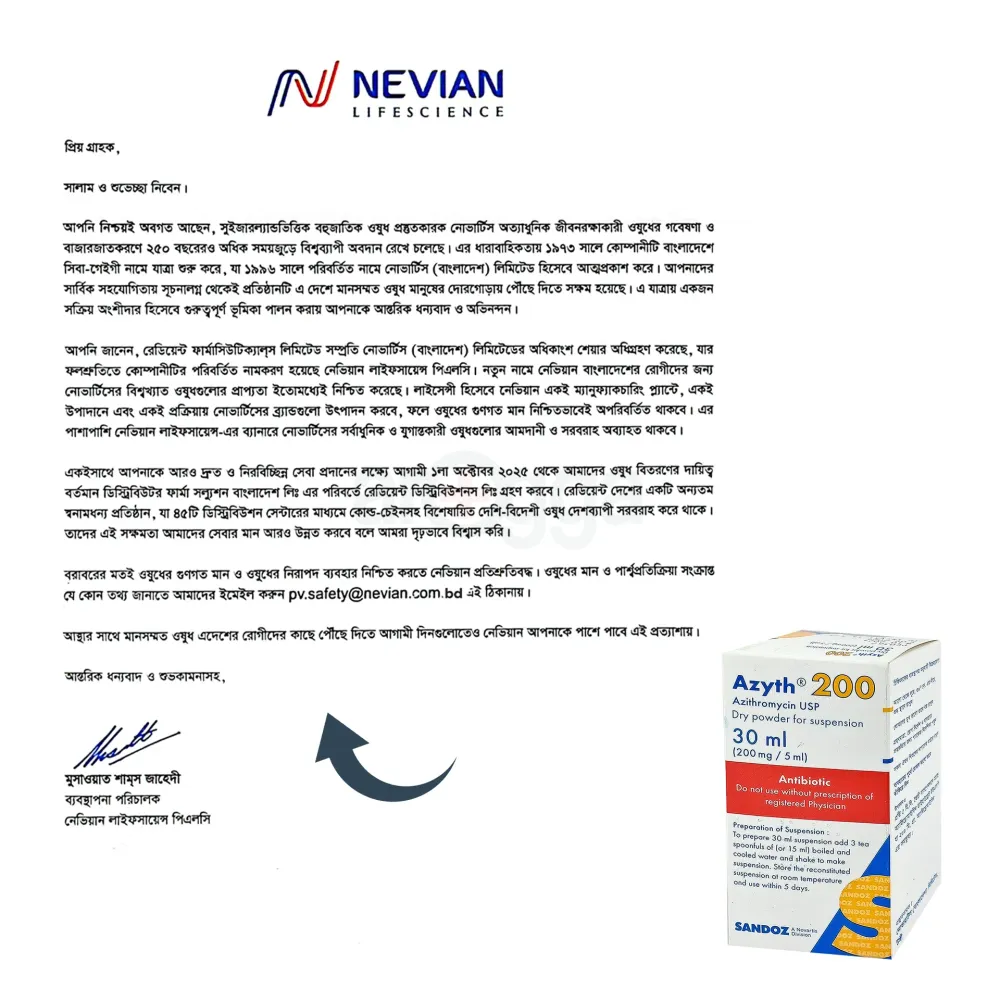 NEVIAN
LIFESCIENCE
প্রিয় গ্রাহক,
সালাম ও শুভেচ্ছা নিবেন।
আপনি নিশ্চয়ই অবগত আছেন, সুইজারল্যান্ডভিত্তিক বহুজাতিক ওষুধ প্রস্তুতকারক নোভার্টিস অত্যাধুনিক জীবনরক্ষাকারী ওষুধের গবেষণা ও
বাজারজাতকরণে ২৫০ বছরেরও অধিক সময়জুড়ে বিশ্বব্যাপী অবদান রেখে চলেছে। এর ধারাবাহিকতায় ১৯৭৩ সালে কোম্পানীটি বাংলাদেশে
সিবা-গেইগী নামে যাত্রা শুরু করে, যা ১৯৯৬ সালে পরিবর্তিত নামে নোভার্টিস (বাংলাদেশ) লিমিটেড হিসেবে আত্মপ্রকাশ করে। আপনাদের
সার্বিক সহযোগিতায় সূচনালগ্ন থেকেই প্রতিষ্ঠানটি এ দেশে মানসম্মত ওষুধ মানুষের দোরগোড়ায় পৌঁছে দিতে সক্ষম হয়েছে। এ যাত্রায় একজন
সক্রিয় অংশীদার হিসেবে গুরুত্বপূর্ণ ভূমিকা পালন করায় আপনাকে আন্তরিক ধন্যবাদ ও অভিনন্দন।
আপনি জানেন, রেডিয়েন্ট ফার্মাসিউটিক্যাল্স লিমিটেড সম্প্রতি নোভার্টিস (বাংলাদেশ) লিমিটেডের অধিকাংশ শেয়ার অধিগ্রহণ করেছে, যার
ফলশ্রুতিতে কোম্পানীটির পরিবর্তিত নামকরণ হয়েছে নেভিয়ান লাইফসায়েন্স পিএলসি। নতুন নামে নেভিয়ান বাংলাদেশের রোগীদের জন্য
নোভার্টিসের বিশ্বখ্যাত ওষুধগুলোর প্রাপ্যতা ইতোমধ্যেই নিশ্চিত করেছে। লাইসেন্সী হিসেবে নেভিয়ান একই ম্যানুফ্যাকচারিং প্ল্যান্টে, একই
উপাদানে এবং একই প্রক্রিয়ায় নোভার্টিসের ব্র্যান্ডগুলো উৎপাদন করবে, ফলে ওষুধের গুণগত মান নিশ্চিতভাবেই অপরিবর্তিত থাকবে। এর
পাশাপাশি নেভিয়ান লাইফসায়েন্স-এর ব্যানারে নোভার্টিসের সর্বাধুনিক ও যুগান্তকারী ওষুধগুলোর আমদানী ও সরবরাহ অব্যাহত থাকবে।
একইসাথে আপনাকে আরও দ্রুত ও নিরবিচ্ছিন্ন সেবা প্রদানের লক্ষ্যে আগামী ১লা অক্টোবর ২০২৫ থেকে আমাদের ওষুধ বিতরণের দায়িত্ব
বর্তমান ডিস্ট্রিবিউটর ফার্মা সল্যুশন বাংলাদেশ লিঃ এর পরিবর্তে রেডিয়েন্ট ডিস্ট্রিবিউশনস লিঃ গ্রহণ করবে। রেডিয়েন্ট দেশের একটি অন্যতম
স্বনামধন্য প্রতিষ্ঠান, যা ৪৫টি ডিস্ট্রিবিউশন সেন্টারের মাধ্যমে কোল্ড-চেইনসহ বিশেষায়িত দেশি-বিদেশী ওষুধ দেশব্যাপী সরবরাহ করে থাকে।
তাদের এই সক্ষমতা আমাদের সেবার মান আরও উন্নত করবে বলে আমরা দৃঢ়ভাবে বিশ্বাস করি।
বরাবরের মতই ওষুধের গুণগত মান ও ওষুধের নিরাপদ ব্যবহার নিশ্চিত করতে নেভিয়ান প্রতিশ্রুতিবদ্ধ। ওষুধের মান ও পার্শ্বপ্রতিক্রিয়া সংক্রান্ত
যে কোন তথ্য জানাতে আমাদের ইমেইল করুন pv.safety@nevian.com.bd এই ঠিকানায়।
আস্থার সাথে মানসম্মত ওষুধ এদেশের রোগীদের কাছে পৌঁছে দিতে আগামী দিনগুলোতেও নেভিয়ান আপনাকে পাশে পাবে এই প্রত্যাশায়।
আন্তরিক ধন্যবাদ ও শুভকামনাসহ,
মুসাওয়াত শাম্স জাহেদী
ব্যবস্থাপনা পরিচালক
নেভিয়ান লাইফসায়েন্স পিএলসি
Azyth® 200
Azithromycin USP
Dry powder for suspension
30 ml
(200 mg / 5 ml)
Antibiotic
Do not use without prescription of
registered Physician
Preparation of Suspension :
To prepare 30 ml suspension add 3 tea
spoonfuls of (or 15 ml) boiled and
cooled water and shake to make
suspension. Store the reconstituted
suspension at room temperature
and use within 5 days.
SANDOZ A Novartis
Division